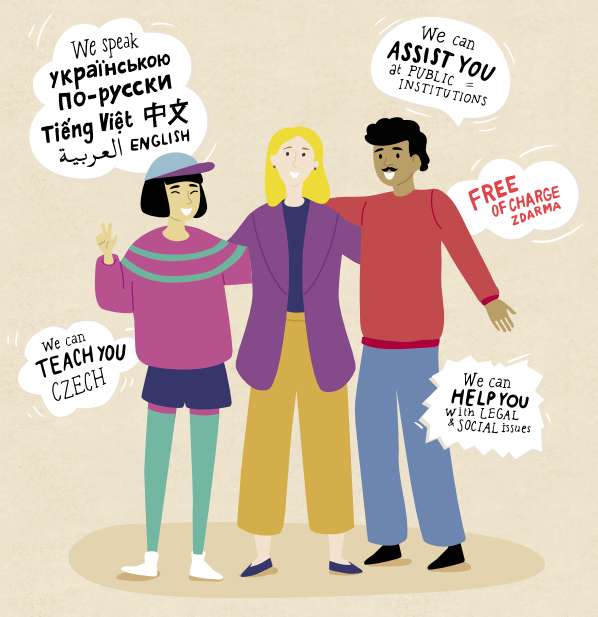 We speak
українською
по-русски
Tiếng Việt 中文
العربية ENGLISH
We can
ASSIST YOU
at PUBLIC
INSTITUTIONS
FREE
OF CHARGE
ZDARMA
We can
TEACH YOU
CZECH
We can
HELP YOU
with LEGAL
& SOCIAL issues